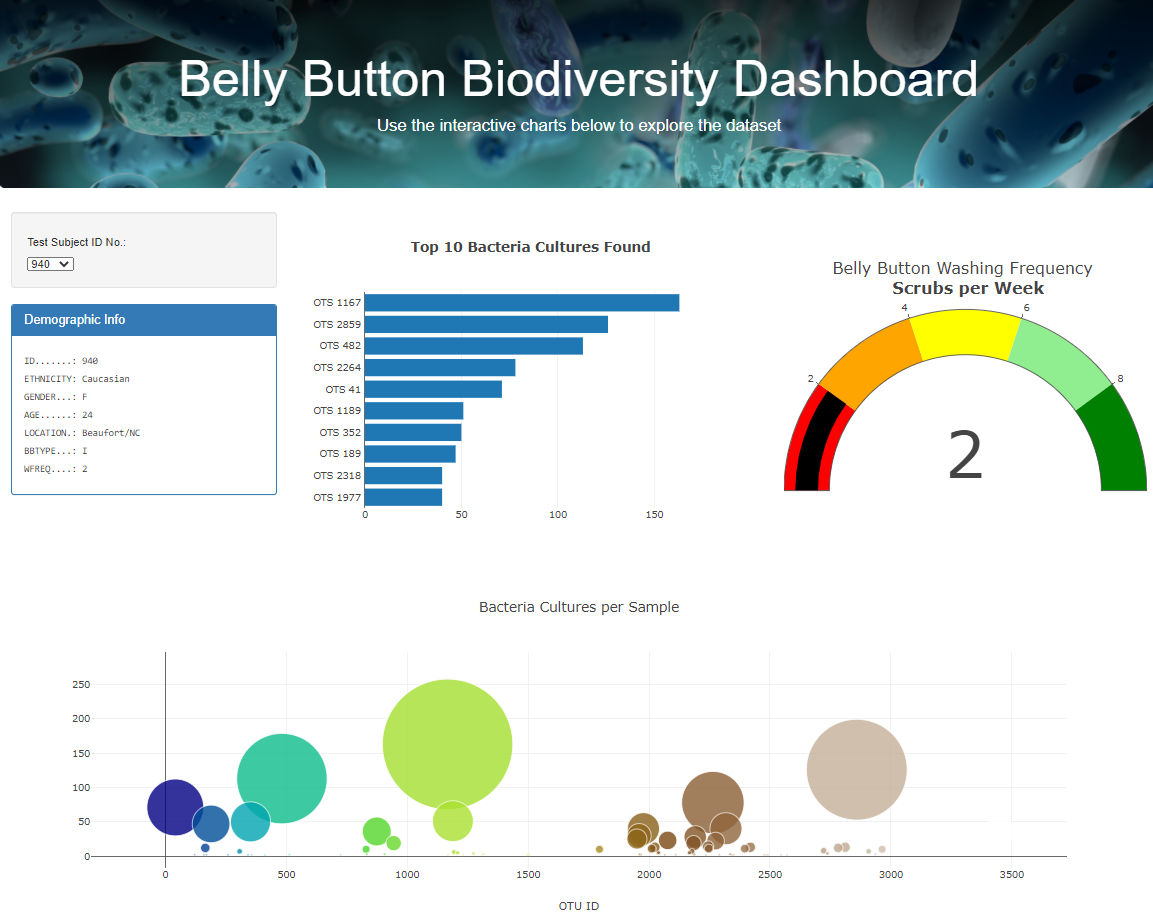 Belly Button Biodiversity Dashboard
Use the interactive charts below to explore the dataset
Test Subject ID No.:
940
Demographic Info
ID.......: 940
ETHNICITY: Caucasian
GENDER...: F
AGE......: 24
LOCATION.: Beaufort/NC
BBTYPE...: I
WFREQ....: 2
Top 10 Bacteria Cultures Found
OTS 1167
OTS 2859
OTS 482
OTS 2264
OTS 41
OTS 1189
OTS 352
OTS 189
OTS 2318
OTS 1977
0 50 100 150
Belly Button Washing Frequency
Scrubs per Week
4 6
2 8
2
Bacteria Cultures per Sample
250
200
150
100
50
0
0 500 1000 1500 2000 2500 3000 3500
OTU ID